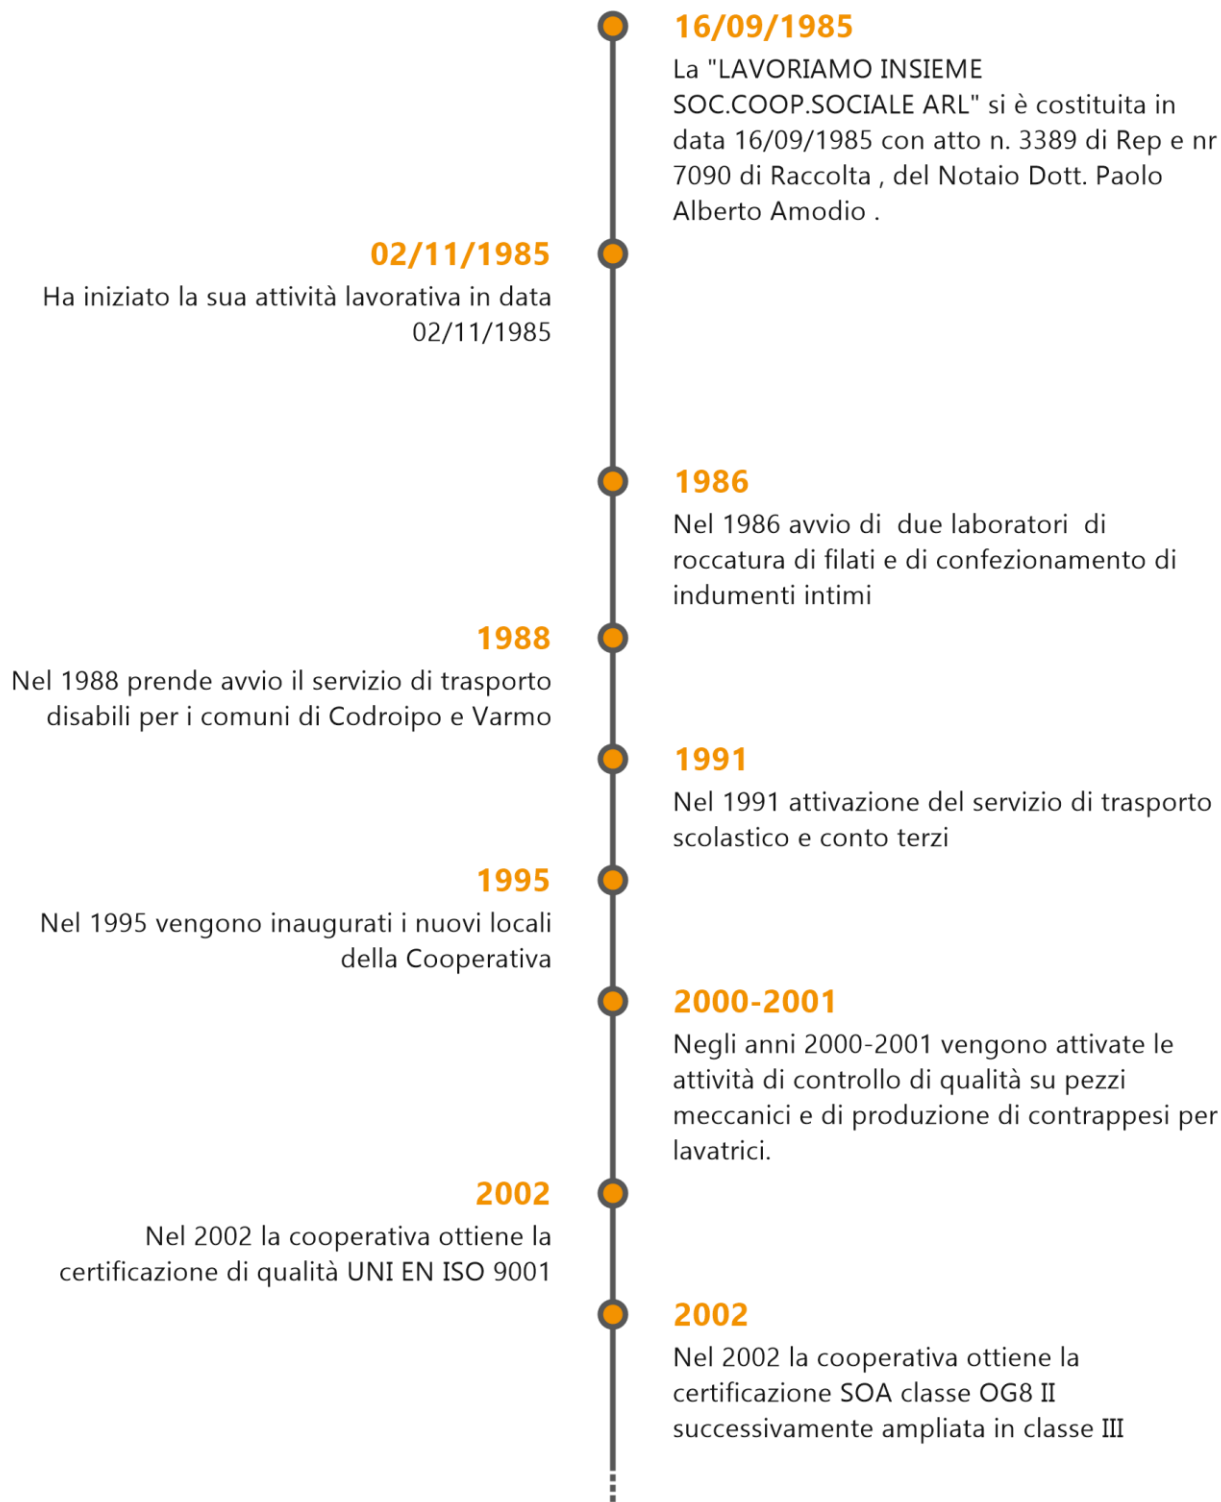 16/09/1985
La "LAVORIAMO INSIEME
SOC.COOP.SOCIALE ARL" si è costituita in
data 16/09/1985 con atto n. 3389 di Rep e nr
7090 di Raccolta , del Notaio Dott. Paolo
Alberto Amodio .
02/11/1985
Ha iniziato la sua attività lavorativa in data
02/11/1985
1986
Nel 1986 avvio di  due laboratori  di
roccatura di filati e di confezionamento di
indumenti intimi
1988
Nel 1988 prende avvio il servizio di trasporto
disabili per i comuni di Codroipo e Varmo
1991
Nel 1991 attivazione del servizio di trasporto
scolastico e conto terzi
1995
Nel 1995 vengono inaugurati i nuovi locali
della Cooperativa
2000-2001
Negli anni 2000-2001 vengono attivate le
attività di controllo di qualità su pezzi
meccanici e di produzione di contrappesi per
lavatrici.
2002
Nel 2002 la cooperativa ottiene la
certificazione di qualità UNI EN ISO 9001
2002
Nel 2002 la cooperativa ottiene la
certificazione SOA classe OG8 II
successivamente ampliata in classe III